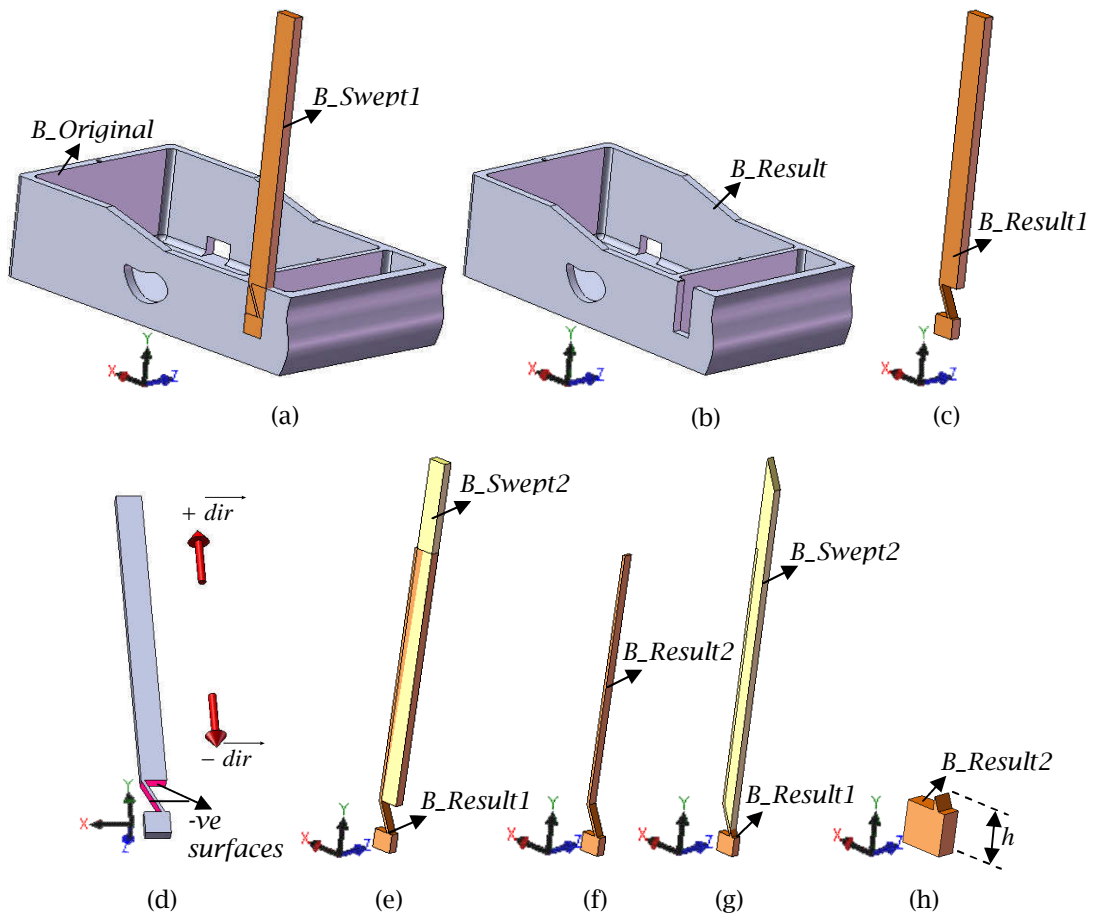 B_Swept1
B_Original
Y
X
Z
(a)
B_Result
Y
X
Z
(b)
B_Result1
Y
X
Z
(c)
+ dir
- dir
Y
X
Z
-ve
surfaces
(d)
B_Swept2
B_Result1
Y
X
Z
(e)
B_Result2
Y
X
Z
(f)
B_Swept2
B_Result1
Y
X
Z
(g)
B_Result2
h
Y
X
Z
(h)